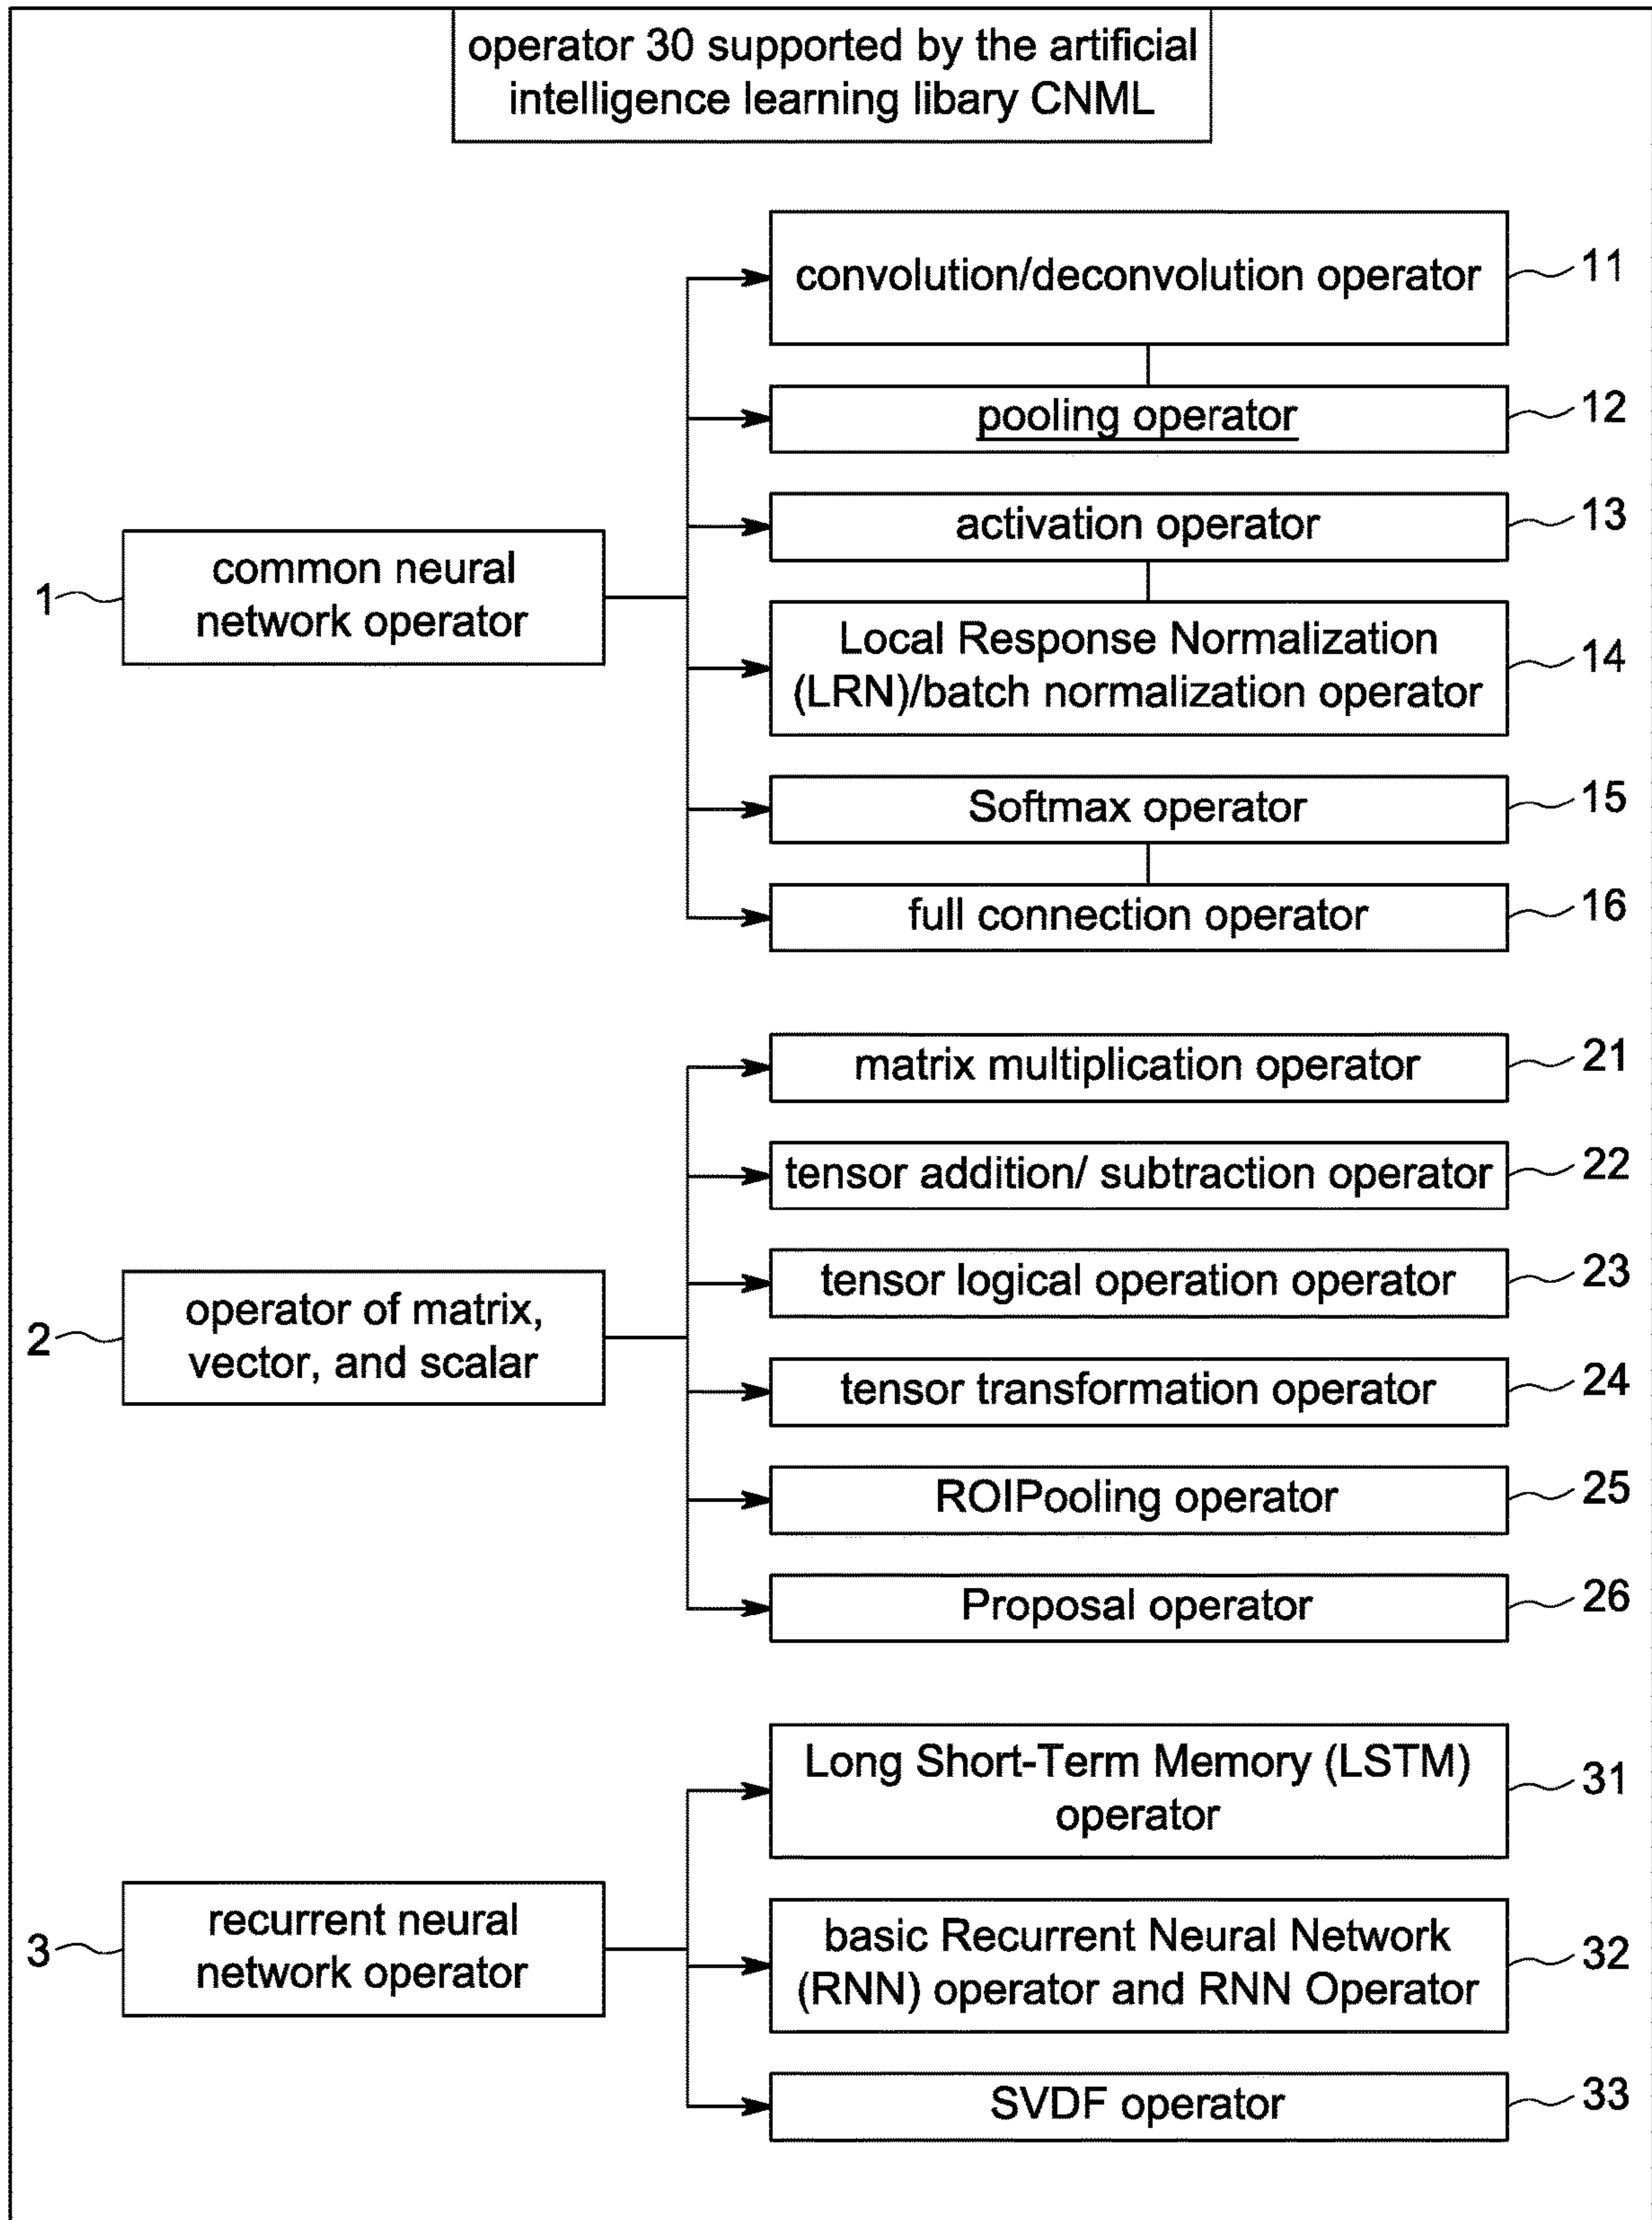 operator 30 supported by the artificial
intelligence learning libary CNML
convolution/deconvolution operator
11
pooling operator
12
activation operator
13
1
common neural
network operator
Local Response Normalization
(LRN)/batch normalization operator
14
Softmax operator
15
full connection operator
16
matrix multiplication operator
21
tensor addition/ subtraction operator
22
tensor logical operation operator
23
2
operator of matrix,
vector, and scalar
tensor transformation operator
24
ROIPooling operator
25
Proposal operator
26
Long Short-Term Memory (LSTM)
operator
31
3
recurrent neural
network operator
basic Recurrent Neural Network
(RNN) operator and RNN Operator
32
SVDF operator
33